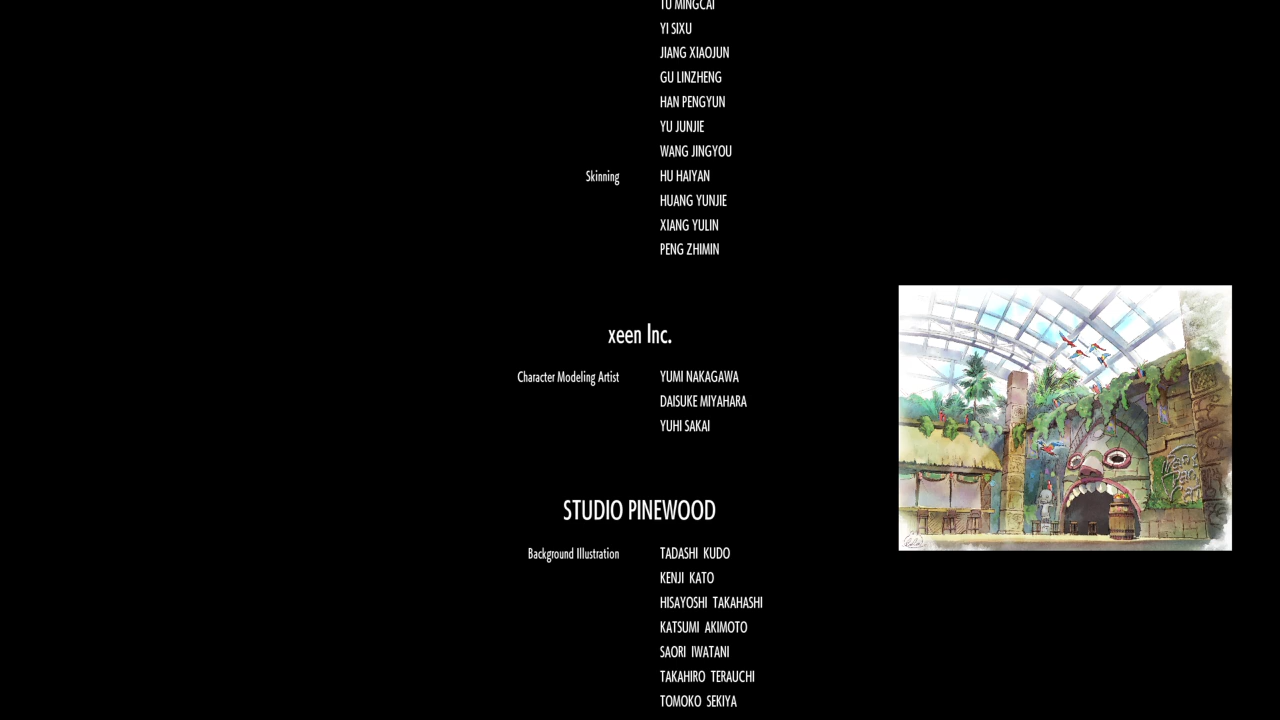 TU MINGCAI
YI SIXU
JIANG XIAOJUN
GU LINZHENG
HAN PENGYUN
YU JUNJIE
WANG JINGYOU
Skinning HU HAIYAN
HUANG YUNJIE
XIANG YULIN
PENG ZHIMIN
xeen Inc.
Character Modeling Artist YUMI NAKAGAWA
DAISUKE MIYAHARA
YUHI SAKAI
STUDIO PINEWOOD
Background Illustration TADASHI KUDO
KENJI KATO
HISAYOSHI TAKAHASHI
KATSUMI AKIMOTO
SAORI IWATANI
TAKAHIRO TERAUCHI
TOMOKO SEKIYA